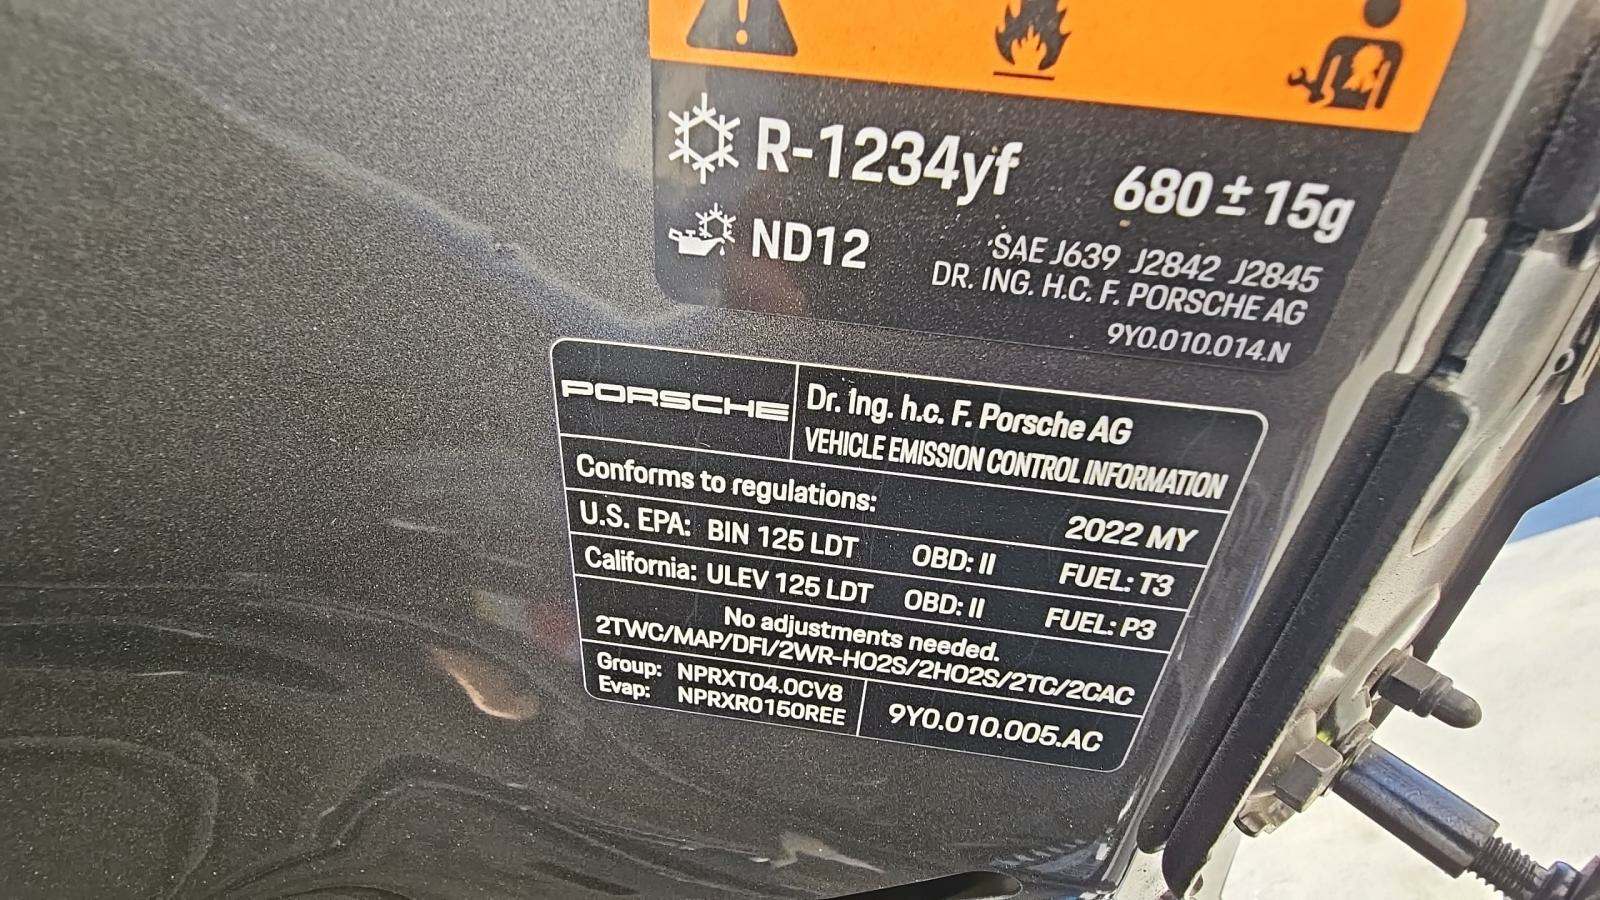 R-1234yf 680 ± 15g
ND12
SAE J639 J2842 J2845
DR. ING. H.C. F. PORSCHE AG
9Y0.010.014.N
PORSCHE
Dr. Ing. h.c. F. Porsche AG
VEHICLE EMISSION CONTROL INFORMATION
Conforms to regulations: 2022 MY
U.S. EPA: BIN 125 LDT OBD: II FUEL: T3
California: ULEV 125 LDT OBD: II FUEL: P3
No adjustments needed.
2TWC/MAP/DFI/2WR-HO2S/2HO2S/2TC/2CAC
Group: NPRXT04.0CV8
Evap: NPRXR0150REE
9Y0.010.005.AC